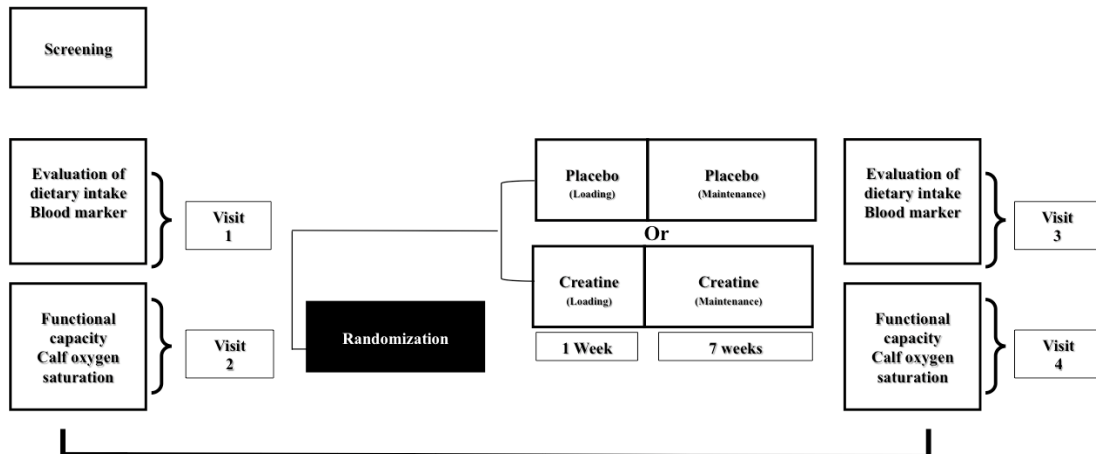 Screening
Evaluation of
dietary intake
Blood marker
Visit
1
Functional
capacity
Calf oxygen
saturation
Visit
2
Randomization
Placebo
(Loading)
Placebo
(Maintenance)
Or
Creatine
(Loading)
Creatine
(Maintenance)
1 Week
7 weeks
Evaluation of
dietary intake
Blood marker
Visit
3
Functional
capacity
Calf oxygen
saturation
Visit
4